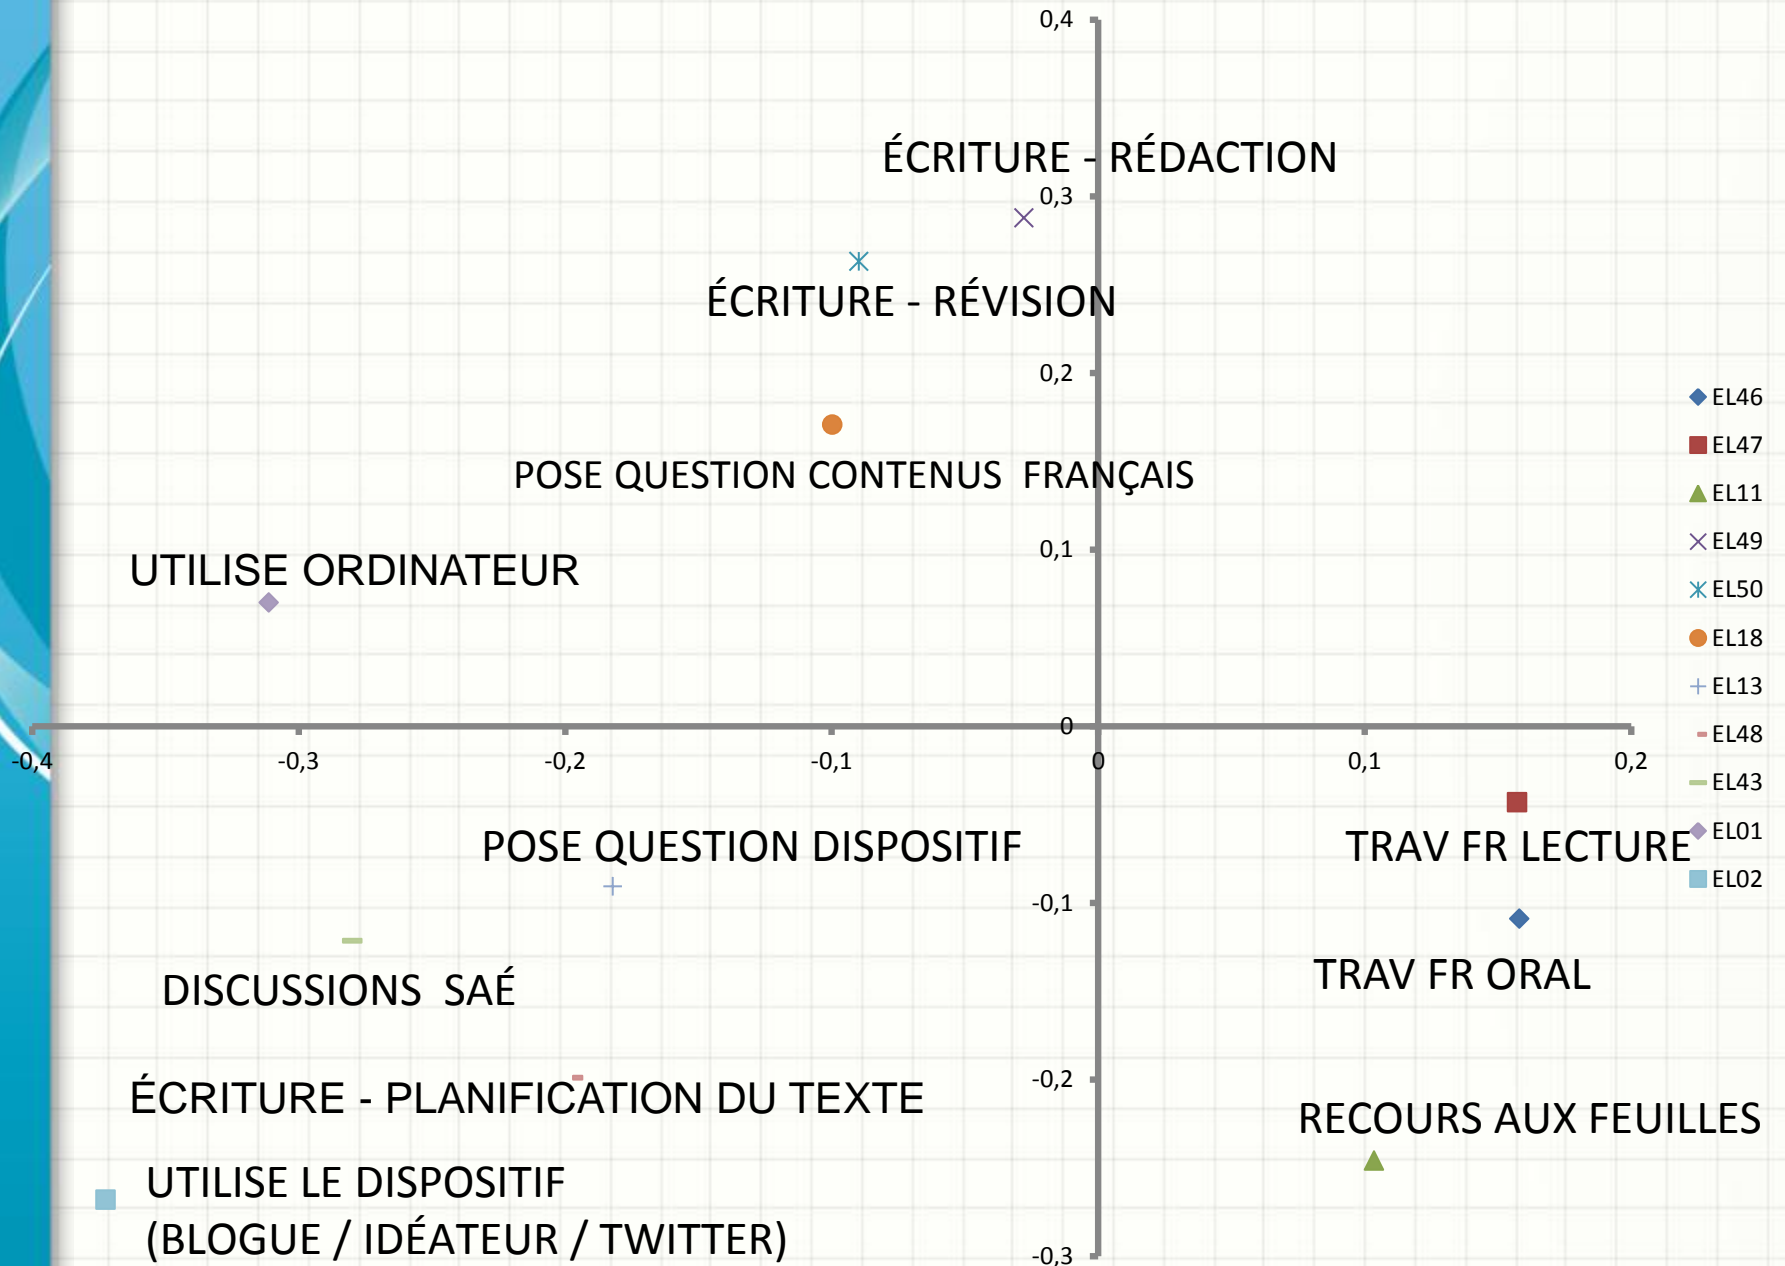 0,4
ÉCRITURE - RÉDACTION
0,3
ÉCRITURE - RÉVISION
0,2
POSE QUESTION CONTENUS FRANÇAIS
0,1
UTILISE ORDINATEUR
0
-0,4 -0,3 -0,2 -0,1 0 0,1 0,2
POSE QUESTION DISPOSITIF
TRAV FR LECTURE
-0,1
DISCUSSIONS SAÉ
TRAV FR ORAL
-0,2
ÉCRITURE - PLANIFICATION DU TEXTE
RECOURS AUX FEUILLES
UTILISE LE DISPOSITIF
(BLOGUE / IDÉATEUR / TWITTER)
-0,3
EL46
EL47
EL11
EL49
EL50
EL18
EL13
EL48
EL43
EL01
EL02